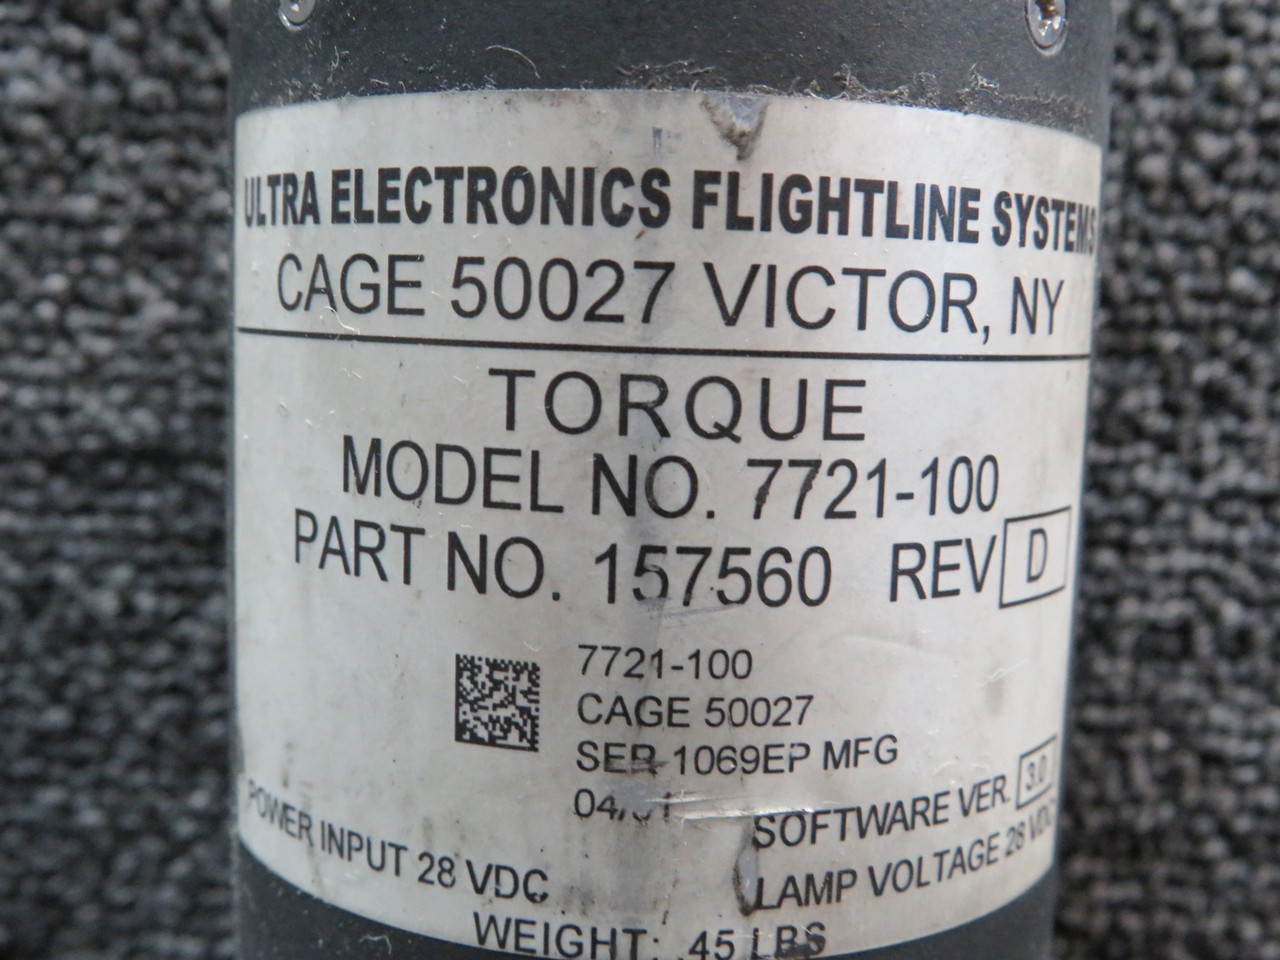 ULTRA ELECTRONICS FLIGHTLINE SYSTEMS
CAGE 50027 VICTOR, NY
TORQUE
MODEL NO. 7721-100
PART NO. 157560 REV D
7721-100
CAGE 50027
SER 1069EP MFG
SOFTWARE VER. 3.0
POWER INPUT 28 VDC
LAMP VOLTAGE 28 VDC
WEIGHT: .45 LBS